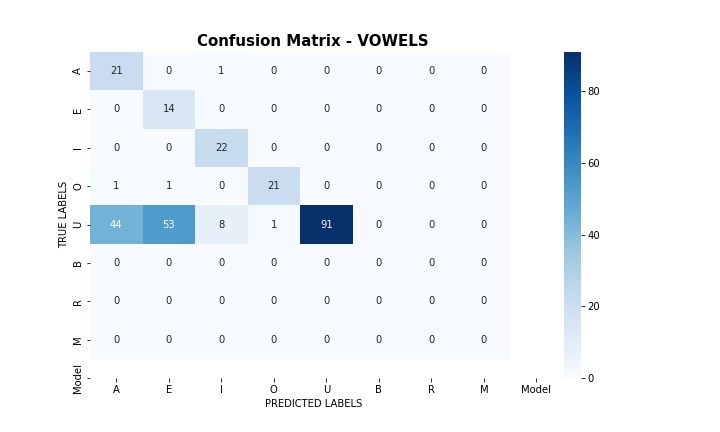 Confusion Matrix - VOWELS
A 21 0 1 0 0 0 0 0
E 0 14 0 0 0 0 0 0
I 0 0 22 0 0 0 0 0
O 1 1 0 21 0 0 0 0
U 44 53 8 1 91 0 0 0
B 0 0 0 0 0 0 0 0
R 0 0 0 0 0 0 0 0
M 0 0 0 0 0 0 0 0
Model
TRUE LABELS
A E I O U B R M Model
PREDICTED LABELS
80
60
40
20
0